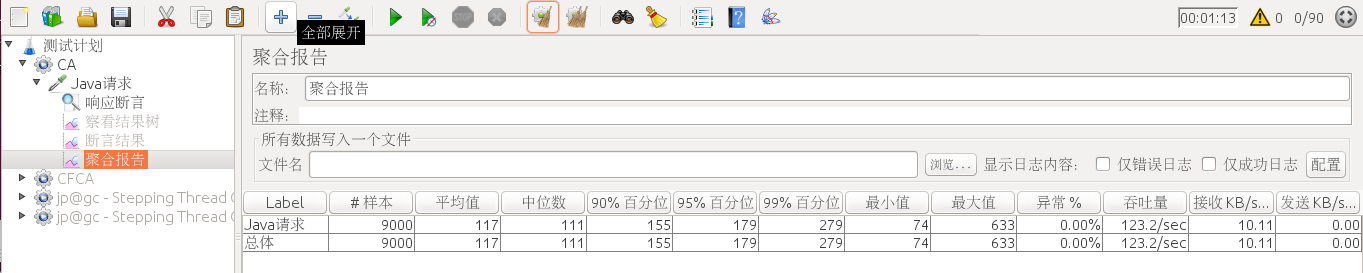 STOP
00:01:13
0
0/90
全部展开
测试计划
CA
Java请求
响应断言
察看结果树
断言结果
聚合报告
CFCA
jp@gc - Stepping Thread
jp@gc - Stepping Thread
聚合报告
名称: 聚合报告
注释:
所有数据写入一个文件
文件名 浏览... 显示日志内容: 仅错误日志 仅成功日志 配置
Label # 样本 平均值 中位数 90% 百分位 95% 百分位 99% 百分位 最小值 最大值 异常 % 吞吐量 接收 KB/s... 发送 KB/s...
Java请求 9000 117 111 155 179 279 74 633 0.00% 123.2/sec 10.11 0.00
总体 9000 117 111 155 179 279 74 633 0.00% 123.2/sec 10.11 0.00